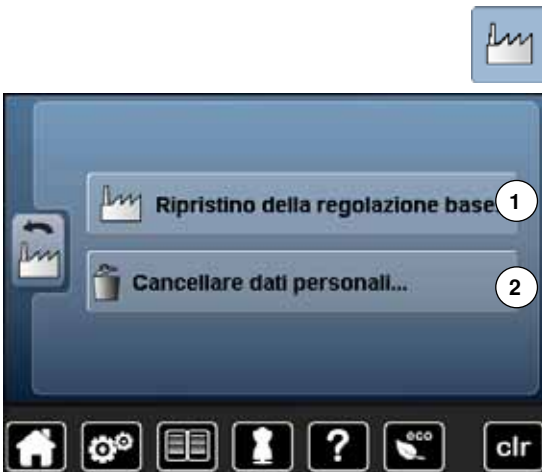 Ripristino della regolazione base
1
Cancellare dati personali...
2
?
eco
clr